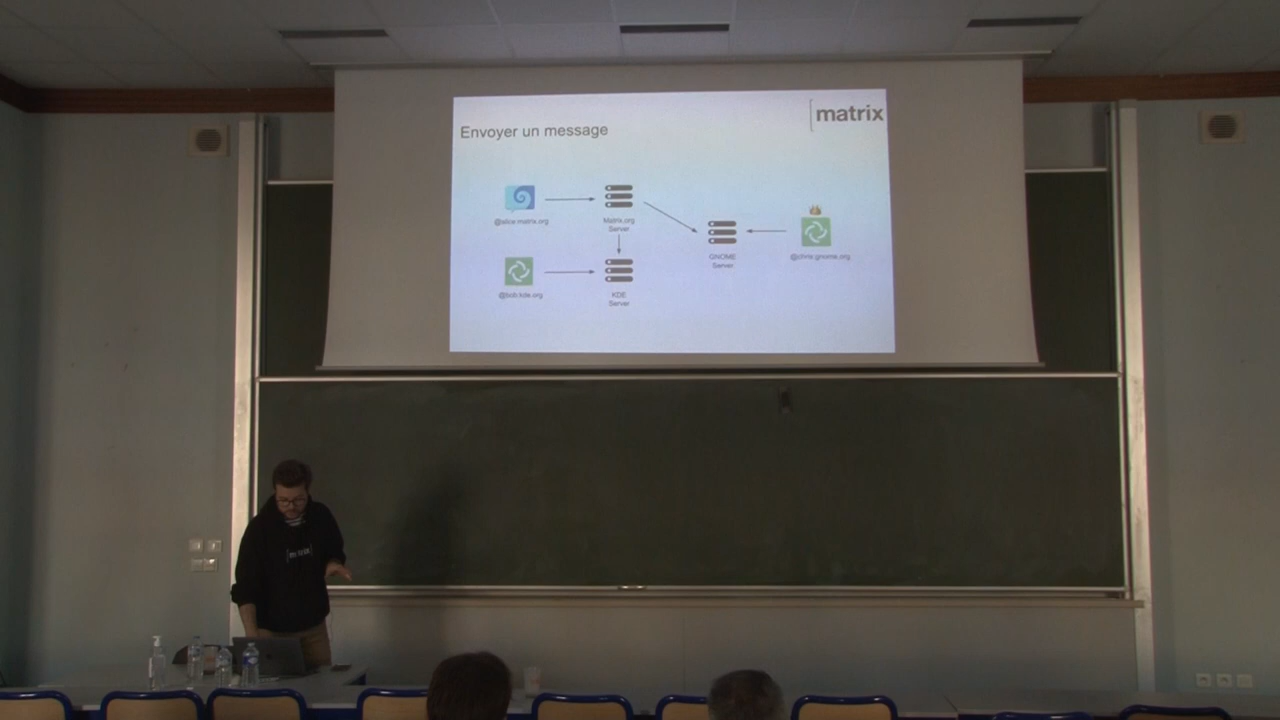 [matrix
Envoyer un message
@alice:matrix.org
Matrix.org
Server
@bob:kde.org
KDE
Server
GNOME
Server
@chris:gnome.org
[matrix]